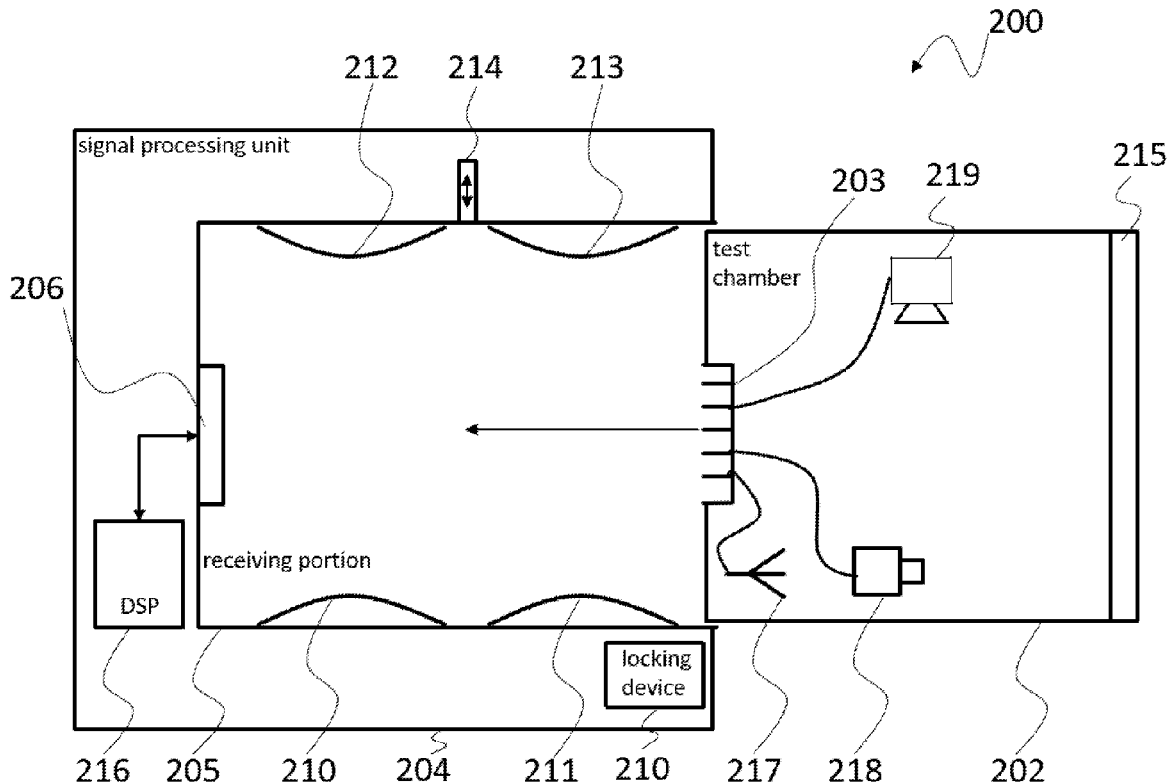 200
212
214
213
signal processing unit
203
219
215
test
chamber
206
receiving portion
DSP
locking
device
216
205
210
204
211
210
217
218
202